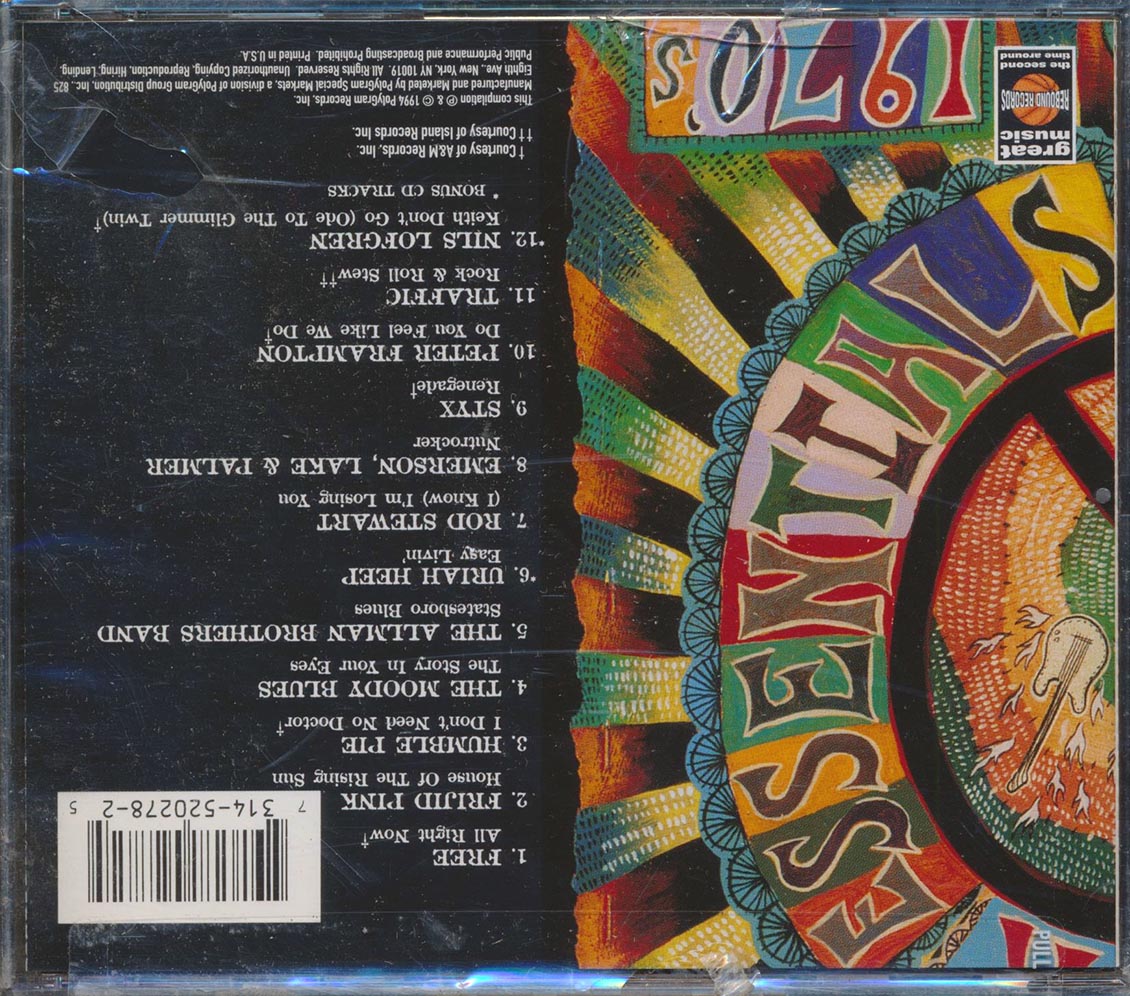 great
music
REBOUND RECORDS
the second
time around
1970s
ESSENTIALS
1. FREE
All Right Now†
2. FRIJID PINK
House Of The Rising Sun
3. HUMBLE PIE
I Don't Need No Doctor†
4. THE MOODY BLUES
The Story In Your Eyes
5. THE ALLMAN BROTHERS BAND
Statesboro Blues
*6. URIAH HEEP
Easy Livin'
7. ROD STEWART
(I Know) I'm Losing You
8. EMERSON, LAKE & PALMER
Nutrocker
9. STYX
Renegade†
10. PETER FRAMPTON
Do You Feel Like We Do†
11. TRAFFIC
Rock & Roll Stew††
*12. NILS LOFGREN
Keith Don't Go (Ode To The Glimmer Twin)†
* BONUS CD TRACKS
† Courtesy of A&M Records, Inc.
†† Courtesy of Island Records Inc.
This compilation ℗ & © 1994 PolyGram Records, Inc.
Manufactured and Marketed by PolyGram Special Markets, a division of PolyGram Group Distribution, Inc., 825
Eighth Ave., New York, NY 10019. All Rights Reserved. Unauthorized Copying, Reproduction, Hiring, Lending,
Public Performance and Broadcasting Prohibited. Printed in U.S.A.
7 314-520278-2 5
PULL